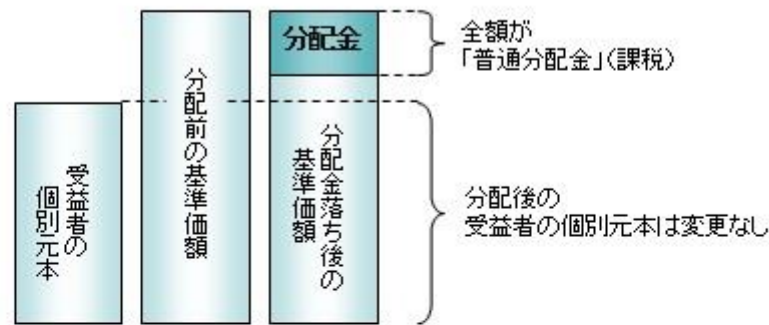 受益者の
個別元本
分配前の基準価額
分配金
分配金落ち後の
基準価額
全額が
「普通分配金」(課税)
分配後の
受益者の個別元本は変更なし